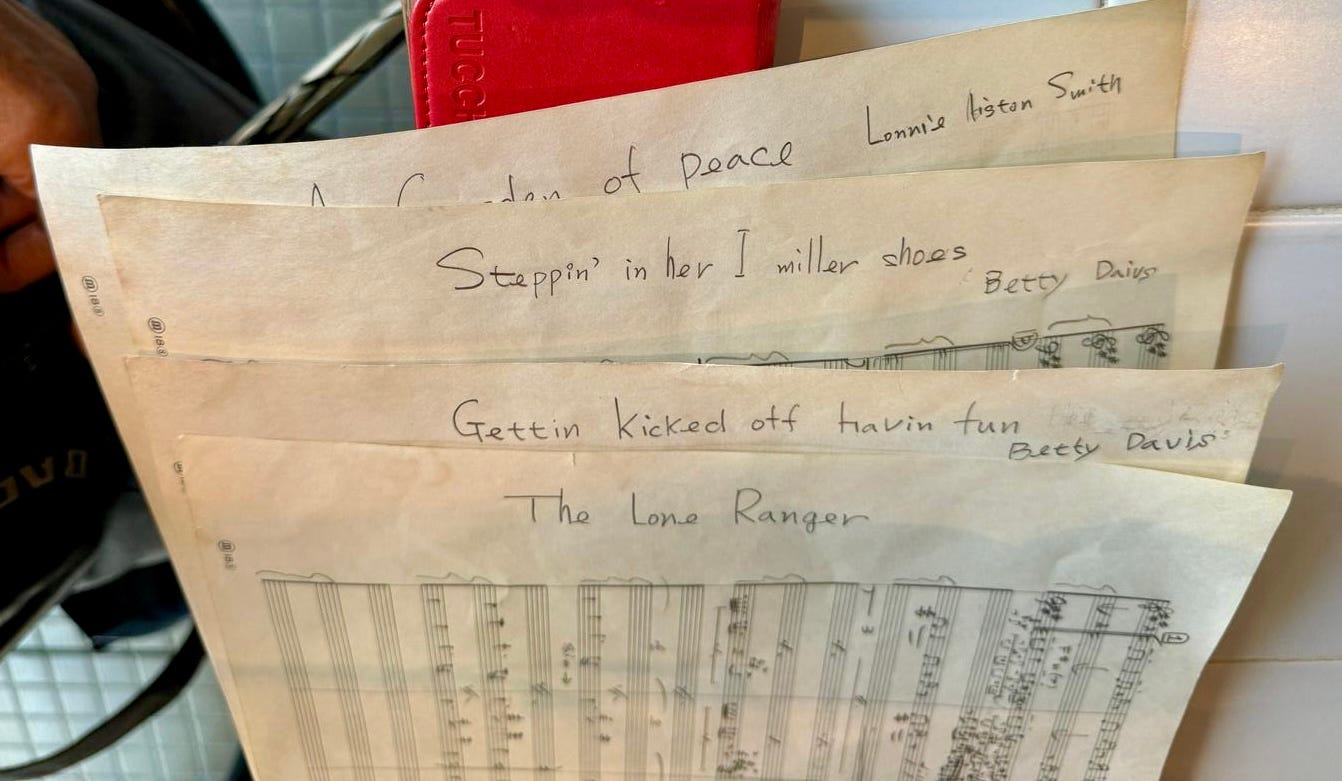 TUCC
Lonnie Liston Smith
A Garden of peace
Steppin' in her I miller shoes
Betty Davis
Gettin kicked off havin fun
Betty Davis
The Lone Ranger